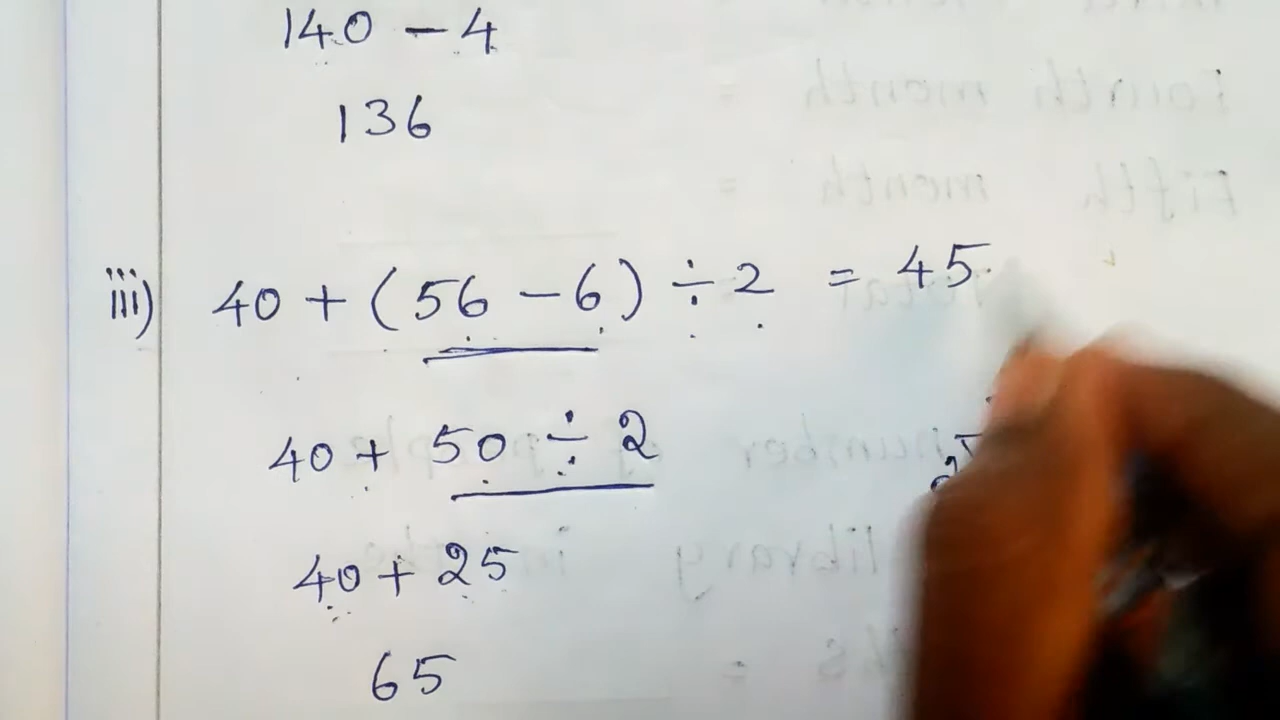 140 - 4
136
iii) 40 + (56 - 6) ÷ 2 = 45
40 + 50 ÷ 2
40 + 25
65